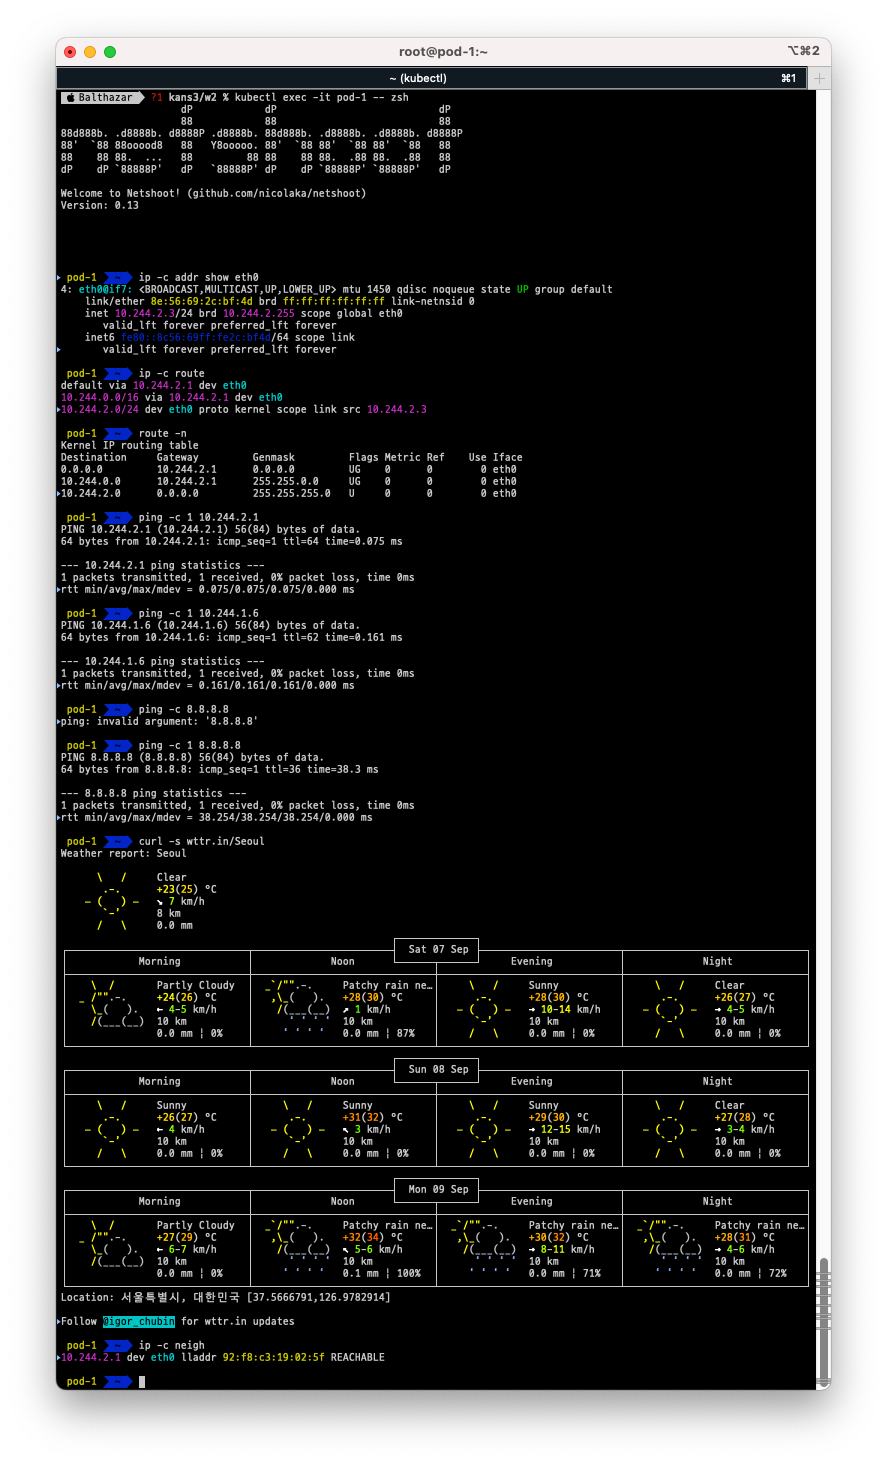 root@pod-1:~
⌥⌘2
~ (kubectl)
⌘1
Balthazar ?1 kans3/w2 % kubectl exec -it pod-1 -- zsh
                    dP            dP                           dP
                    88            88                           88
88d888b. .d8888b. d8888P .d8888b. 88d888b. .d8888b. .d8888b. d8888P
88'  `88 88ooood8   88   Y8ooooo. 88'  `88 88'  `88 88'  `88   88
88    88 88.  ...   88         88 88    88 88.  .88 88.  .88   88
dP    dP `88888P'   dP   `88888P' dP    dP `88888P' `88888P'   dP
Welcome to Netshoot! (github.com/nicolaka/netshoot)
Version: 0.13
pod-1 ~ ip -c addr show eth0
4: eth0@if7: <BROADCAST,MULTICAST,UP,LOWER_UP> mtu 1450 qdisc noqueue state UP group default
    link/ether 8e:56:69:2c:bf:4d brd ff:ff:ff:ff:ff:ff link-netnsid 0
    inet 10.244.2.3/24 brd 10.244.2.255 scope global eth0
       valid_lft forever preferred_lft forever
    inet6 fe80::8c56:69ff:fe2c:bf4d/64 scope link
       valid_lft forever preferred_lft forever
pod-1 ~ ip -c route
default via 10.244.2.1 dev eth0
10.244.0.0/16 via 10.244.2.1 dev eth0
10.244.2.0/24 dev eth0 proto kernel scope link src 10.244.2.3
pod-1 ~ route -n
Kernel IP routing table
Destination     Gateway         Genmask         Flags Metric Ref    Use Iface
0.0.0.0         10.244.2.1      0.0.0.0         UG    0      0        0 eth0
10.244.0.0      10.244.2.1      255.255.0.0     UG    0      0        0 eth0
10.244.2.0      0.0.0.0         255.255.255.0   U     0      0        0 eth0
pod-1 ~ ping -c 1 10.244.2.1
PING 10.244.2.1 (10.244.2.1) 56(84) bytes of data.
64 bytes from 10.244.2.1: icmp_seq=1 ttl=64 time=0.075 ms
--- 10.244.2.1 ping statistics ---
1 packets transmitted, 1 received, 0% packet loss, time 0ms
rtt min/avg/max/mdev = 0.075/0.075/0.075/0.000 ms
pod-1 ~ ping -c 1 10.244.1.6
PING 10.244.1.6 (10.244.1.6) 56(84) bytes of data.
64 bytes from 10.244.1.6: icmp_seq=1 ttl=62 time=0.161 ms
--- 10.244.1.6 ping statistics ---
1 packets transmitted, 1 received, 0% packet loss, time 0ms
rtt min/avg/max/mdev = 0.161/0.161/0.161/0.000 ms
pod-1 ~ ping -c 8.8.8.8
ping: invalid argument: '8.8.8.8'
pod-1 ~ ping -c 1 8.8.8.8
PING 8.8.8.8 (8.8.8.8) 56(84) bytes of data.
64 bytes from 8.8.8.8: icmp_seq=1 ttl=36 time=38.3 ms
--- 8.8.8.8 ping statistics ---
1 packets transmitted, 1 received, 0% packet loss, time 0ms
rtt min/avg/max/mdev = 38.254/38.254/38.254/0.000 ms
pod-1 ~ curl -s wttr.in/Seoul
Weather report: Seoul
Clear
+23(25) °C
↘ 7 km/h
8 km
0.0 mm
Sat 07 Sep
Morning Noon Evening Night
Partly Cloudy Patchy rain ne… Sunny Clear
+24(26) °C +28(30) °C +28(30) °C +26(27) °C
← 4-5 km/h ↗ 1 km/h → 10-14 km/h → 4-5 km/h
10 km 10 km 10 km 10 km
0.0 mm ¦ 0% 0.0 mm ¦ 87% 0.0 mm ¦ 0% 0.0 mm ¦ 0%
Sun 08 Sep
Morning Noon Evening Night
Sunny Sunny Sunny Clear
+26(27) °C +31(32) °C +29(30) °C +27(28) °C
← 4 km/h ↖ 3 km/h → 12-15 km/h → 3-4 km/h
10 km 10 km 10 km 10 km
0.0 mm ¦ 0% 0.0 mm ¦ 0% 0.0 mm ¦ 0% 0.0 mm ¦ 0%
Mon 09 Sep
Morning Noon Evening Night
Partly Cloudy Patchy rain ne… Patchy rain ne… Patchy rain ne…
+27(29) °C +32(34) °C +30(32) °C +28(31) °C
← 6-7 km/h ↖ 5-6 km/h → 8-11 km/h → 4-6 km/h
10 km 10 km 10 km 10 km
0.0 mm ¦ 0% 0.1 mm ¦ 100% 0.0 mm ¦ 71% 0.0 mm ¦ 72%
Location: 서울특별시, 대한민국 [37.5666791,126.9782914]
Follow @igor_chubin for wttr.in updates
pod-1 ~ ip -c neigh
10.244.2.1 dev eth0 lladdr 92:f8:c3:19:02:5f REACHABLE
pod-1 ~